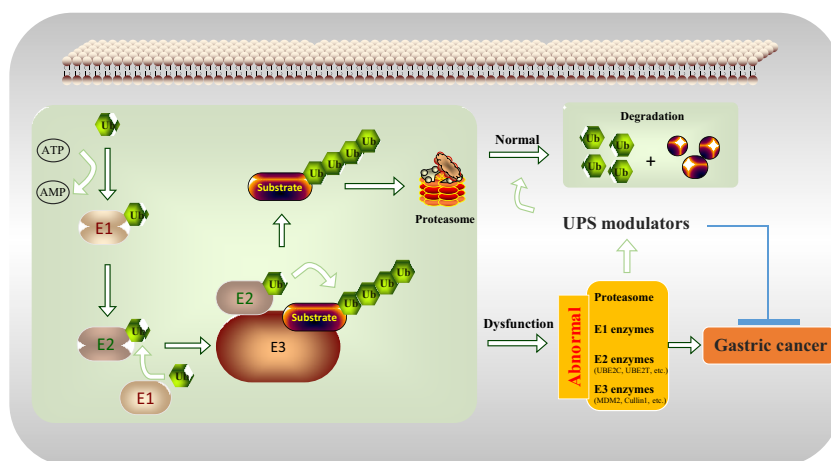 Ub
ATP
AMP
E1
Ub
E2
Ub
Ub
E1
E2
Ub
Substrate
Ub
Ub
Ub
Ub
E3
Substrate
Ub
Ub
Ub
Ub
Proteasome
Normal
Degradation
Ub
Ub
Ub
Ub
+
UPS modulators
Dysfunction
Abnormal
Proteasome
E1 enzymes
E2 enzymes
(UBE2C, UBE2T, etc.)
E3 enzymes
(MDM2, Cullin1, etc.)
Gastric cancer